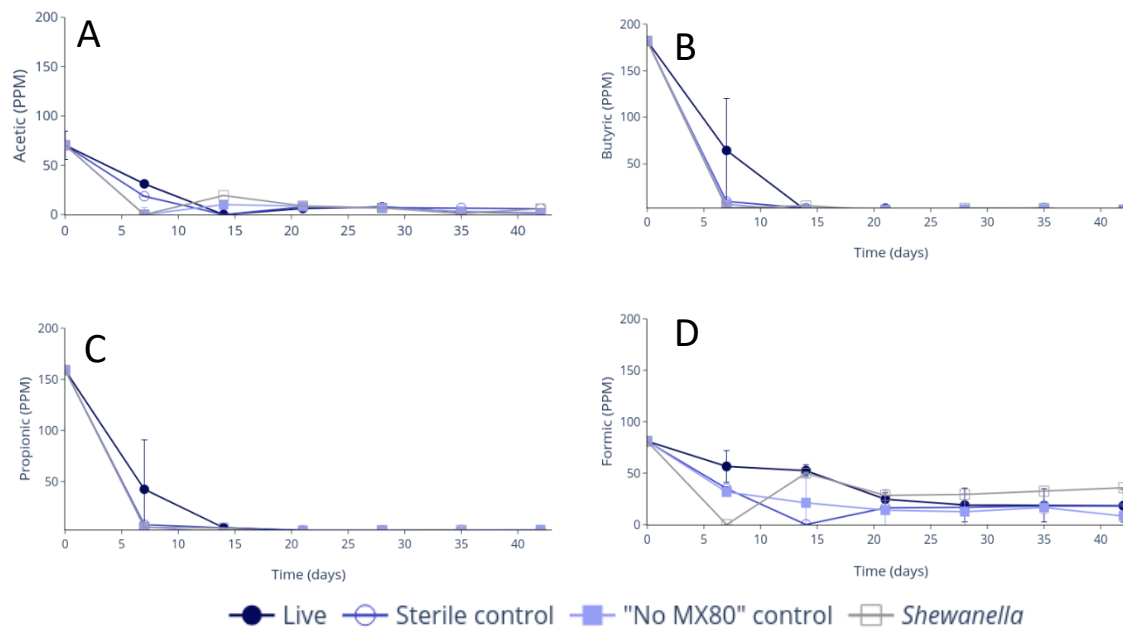 A
Acetic (PPM)
200
150
100
50
0
0 5 10 15 20 25 30 35 40
B
Butyric (PPM)
200
150
100
50
0 5 10 15 20 25 30 35 40
Time (days)
C
Propionic (PPM)
200
150
100
50
0 5 10 15 20 25 30 35 40
Time (days)
D
Formic (PPM)
200
150
100
50
0
0 5 10 15 20 25 30 35 40
Time (days)
Live Sterile control "No MX80" control Shewanella